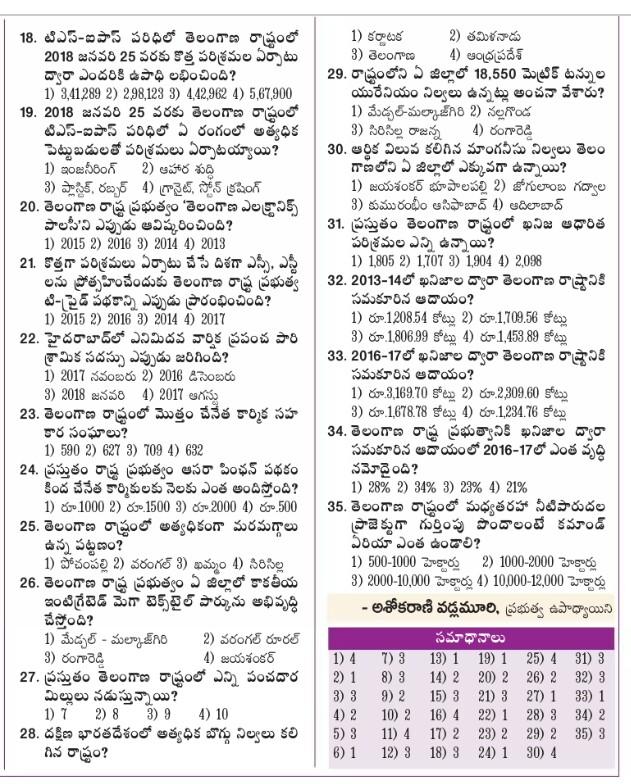 18. టిఎస్-ఐపాస్ పరిధిలో తెలంగాణ రాష్ట్రంలో
2018 జనవరి 25 వరకు కొత్త పరిశ్రమల ఏర్పాటు
ద్వారా ఎందరికి ఉపాధి లభించింది?
1) 3,41,289 2) 2,98,123 3) 4,42,962 4) 5,67,900
19. 2018 జనవరి 25 వరకు తెలంగాణ రాష్ట్రంలో
టిఎస్-ఐపాస్ పరిధిలో ఏ రంగంలో అత్యధిక
పెట్టుబడులతో పరిశ్రమలు ఏర్పాటయ్యాయి?
1) ఇంజనీరింగ్ 2) ఆహార శుద్ధి
3) ప్లాస్టిక్, రబ్బర్ 4) గ్రానైట్, స్టోన్ క్రషింగ్
20. తెలంగాణ రాష్ట్ర ప్రభుత్వం 'తెలంగాణ ఎలక్ట్రానిక్స్
పాలసీ'ని ఎప్పుడు ఆవిష్కరించింది?
1) 2015 2) 2016 3) 2014 4) 2013
21. కొత్తగా పరిశ్రమలు ఏర్పాటు చేసే దిశగా ఎస్సీ, ఎస్టీ
లను ప్రోత్సహించేందుకు తెలంగాణ రాష్ట్ర ప్రభుత్వ
టి-ప్రైడ్ పథకాన్ని ఎప్పుడు ప్రారంభించింది?
1) 2015 2) 2016 3) 2014 4) 2017
22. హైదరాబాద్‌లో ఎనిమిదవ వార్షిక ప్రపంచ పారి
శ్రామిక సదస్సు ఎప్పుడు జరిగింది?
1) 2017 నవంబరు 2) 2016 డిసెంబరు
3) 2018 జనవరి 4) 2017 ఆగస్టు
23. తెలంగాణ రాష్ట్రంలో మొత్తం చేనేత కార్మిక సహ
కార సంఘాలు?
1) 590 2) 627 3) 709 4) 632
24. ప్రస్తుతం రాష్ట్ర ప్రభుత్వం ఆసరా పింఛన్ పథకం
కింద చేనేత కార్మికులకు నెలకు ఎంత అందిస్తోంది?
1) రూ.1000 2) రూ.1500 3) రూ.2000 4) రూ.500
25. తెలంగాణ రాష్ట్రంలో అత్యధికంగా మరమగ్గాలు
ఉన్న పట్టణం?
1) పోచంపల్లి 2) వరంగల్ 3) ఖమ్మం 4) సిరిసిల్ల
26. తెలంగాణ రాష్ట్ర ప్రభుత్వం ఏ జిల్లాలో కాకతీయ
ఇంటిగ్రేటెడ్ మెగా టెక్స్‌టైల్ పార్కును అభివృద్ధి
చేస్తోంది?
1) మేడ్చల్ - మల్కాజ్‌గిరి 2) వరంగల్ రూరల్
3) రంగారెడ్డి 4) జయశంకర్
27. ప్రస్తుతం తెలంగాణ రాష్ట్రంలో ఎన్ని పంచదార
మిల్లులు నడుస్తున్నాయి?
1) 7 2) 8 3) 9 4) 10
28. దక్షిణ భారతదేశంలో అత్యధిక బొగ్గు నిల్వలు కలి
గిన రాష్ట్రం?
1) కర్ణాటక 2) తమిళనాడు
3) తెలంగాణ 4) ఆంధ్రప్రదేశ్
29. రాష్ట్రంలోని ఏ జిల్లాలో 18,550 మెట్రిక్ టన్నుల
యురేనియం నిల్వలు ఉన్నట్లు అంచనా వేశారు?
1) మేడ్చల్-మల్కాజ్‌గిరి 2) నల్లగొండ
3) సిరిసిల్ల రాజన్న 4) రంగారెడ్డి
30. ఆర్థిక విలువ కలిగిన మాంగనీసు నిల్వలు తెలం
గాణలోని ఏ జిల్లాలో ఎక్కువగా ఉన్నాయి?
1) జయశంకర్ భూపాలపల్లి 2) జోగులాంబ గద్వాల
3) కుమురంభీం ఆసిఫాబాద్ 4) ఆదిలాబాద్
31. ప్రస్తుతం తెలంగాణ రాష్ట్రంలో ఖనిజ ఆధారిత
పరిశ్రమలు ఎన్ని ఉన్నాయి?
1) 1,805 2) 1,707 3) 1,904 4) 2,098
32. 2013-14లో ఖనిజాల ద్వారా తెలంగాణ రాష్ట్రానికి
సమకూరిన ఆదాయం?
1) రూ.1,208.54 కోట్లు 2) రూ.1,709.56 కోట్లు
3) రూ.1,806.99 కోట్లు 4) రూ.1,453.89 కోట్లు
33. 2016-17లో ఖనిజాల ద్వారా తెలంగాణ రాష్ట్రానికి
సమకూరిన ఆదాయం?
1) రూ.3,169.70 కోట్లు 2) రూ.2,309.60 కోట్లు
3) రూ.1,678.78 కోట్లు 4) రూ.1,234.76 కోట్లు
34. తెలంగాణ రాష్ట్ర ప్రభుత్వానికి ఖనిజాల ద్వారా
సమకూరిన ఆదాయంలో 2016-17లో ఎంత వృద్ధి
నమోదైంది?
1) 28% 2) 34% 3) 23% 4) 21%
35. తెలంగాణ రాష్ట్రంలో మధ్యతరహా నీటిపారుదల
ప్రాజెక్టుగా గుర్తింపు పొందాలంటే కమాండ్
ఏరియా ఎంత ఉండాలి?
1) 500-1000 హెక్టార్లు 2) 1000-2000 హెక్టార్లు
3) 2000-10,000 హెక్టార్లు 4) 10,000-12,000 హెక్టార్లు
- అశోకరాణి వడ్లమూరి, ప్రభుత్వ ఉపాధ్యాయిని
సమాధానాలు
1) 4 7) 3 13) 1 19) 1 25) 4 31) 3
2) 1 8) 3 14) 2 20) 2 26) 2 32) 3
3) 3 9) 2 15) 3 21) 3 27) 1 33) 1
4) 2 10) 2 16) 4 22) 1 28) 3 34) 2
5) 3 11) 4 17) 2 23) 2 29) 2 35) 3
6) 1 12) 3 18) 3 24) 1 30) 4